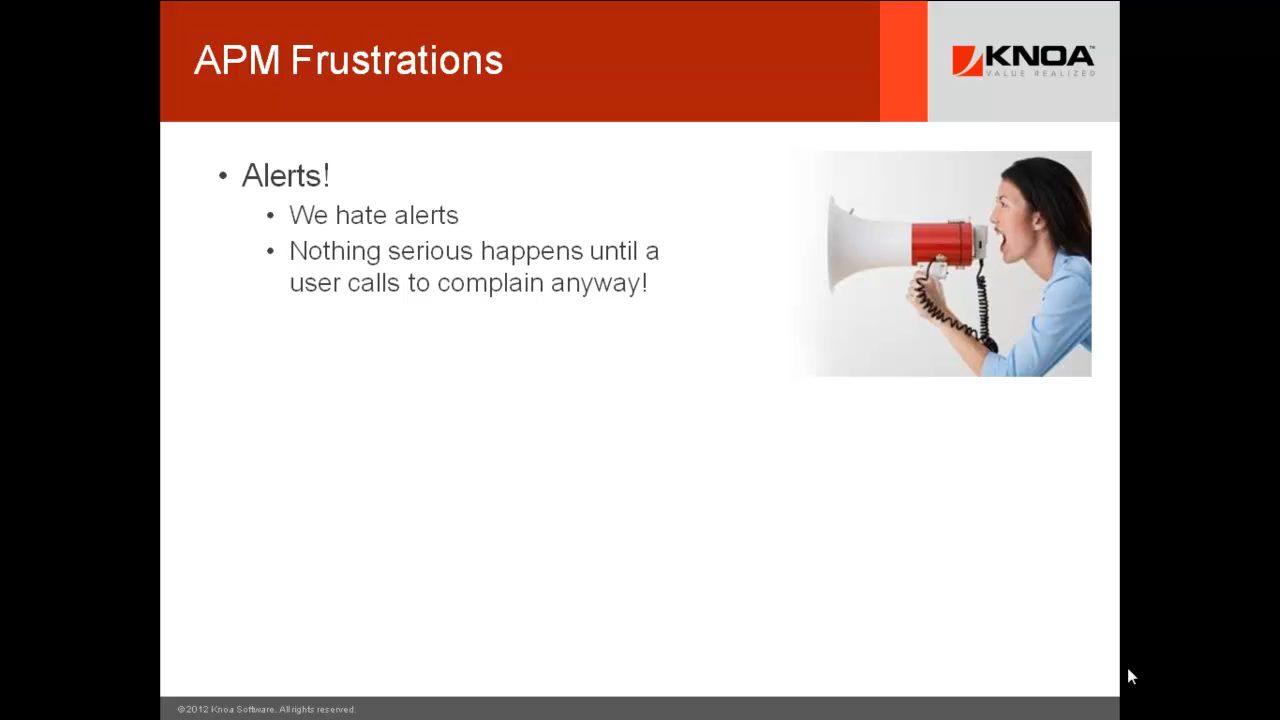 APM Frustrations
KNOA™
VALUE REALIZED
• Alerts!
• We hate alerts
• Nothing serious happens until a
user calls to complain anyway!
©2012 Knoa Software. All rights reserved.